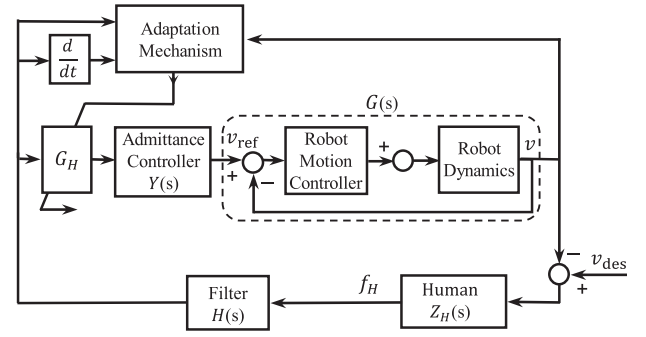 Adaptation
Mechanism
d
dt
G(s)
G_H
Admittance
Controller
Y(s)
v_ref
+
−
Robot
Motion
Controller
+
Robot
Dynamics
v
−
v_des
+
Filter
H(s)
f_H
Human
Z_H(s)